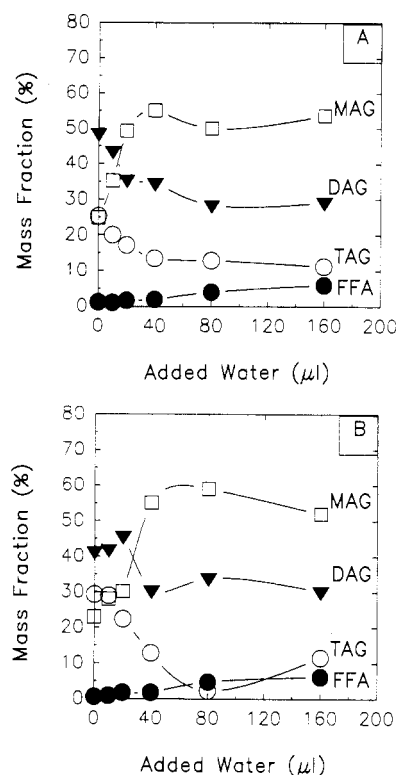 A
80
70
60
50
40
30
20
10
0
Mass Fraction (%)
MAG
DAG
TAG
FFA
0 40 80 120 160 200
Added Water (μl)
B
80
70
60
50
40
30
20
10
0
Mass Fraction (%)
MAG
DAG
TAG
FFA
0 40 80 120 160 200
Added Water (μl)